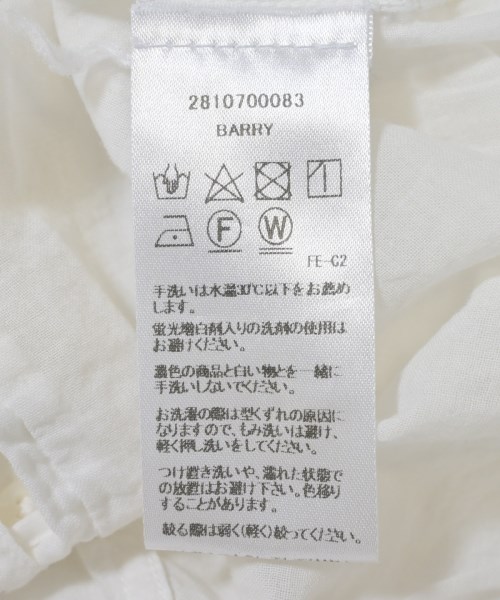 2810700083
BARRY
F
W
FE-C2
手洗いは水温30℃以下をお薦め
します。
蛍光増白剤入りの洗剤の使用は
お避けください。
濃色の商品と白い物とを一緒に
手洗いしないでください。
お洗濯の際は型くずれの原因に
なりますので、もみ洗いは避け、
軽く押し洗いをしてください。
つけ置き洗いや、濡れた状態で
の放置はお避け下さい。色移り
することがあります。
絞る際は弱く(軽く)絞ってください。